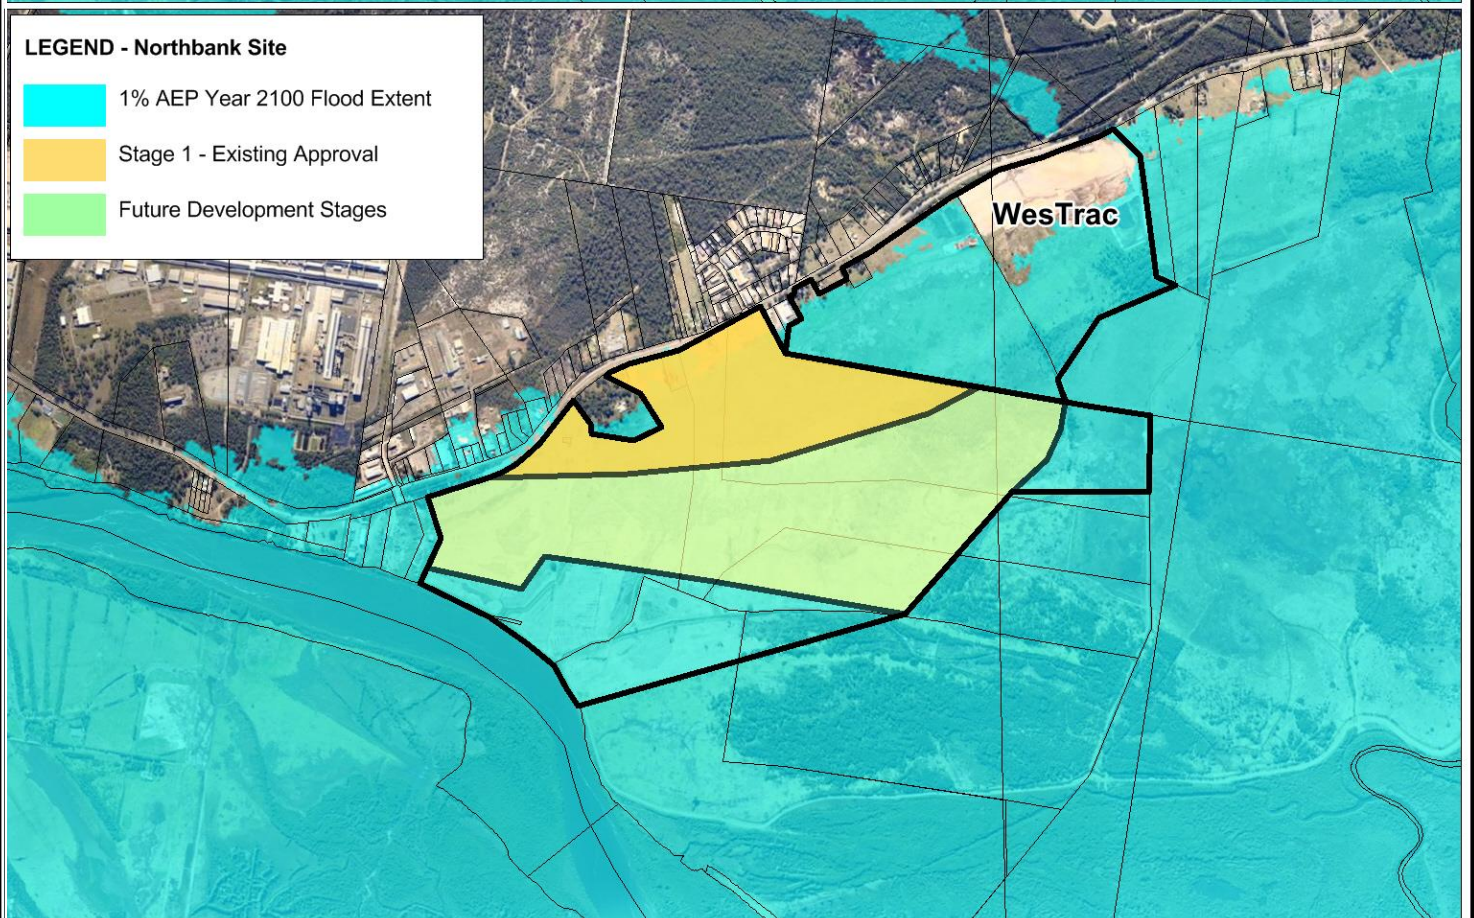 LEGEND - Northbank Site
1% AEP Year 2100 Flood Extent
Stage 1 - Existing Approval
Future Development Stages
WesTrac